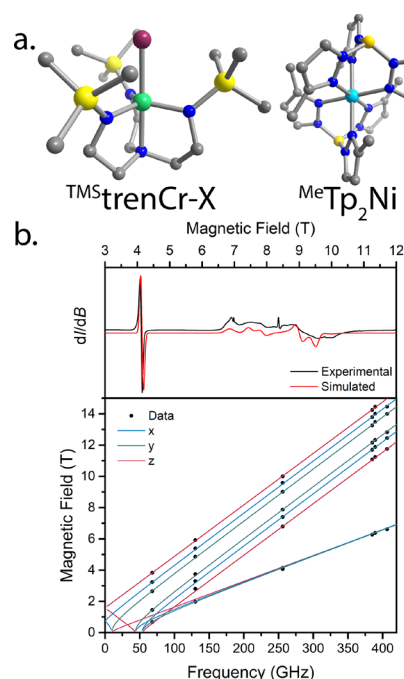 a.
TMStrenCr-X
MeTp2Ni
b.
Magnetic Field (T)
3 4 5 6 7 8 9 10 11 12
dI/dB
Experimental
Simulated
Data
x
y
z
Magnetic Field (T)
14
12
10
8
6
4
2
0
0 50 100 150 200 250 300 350 400
Frequency (GHz)